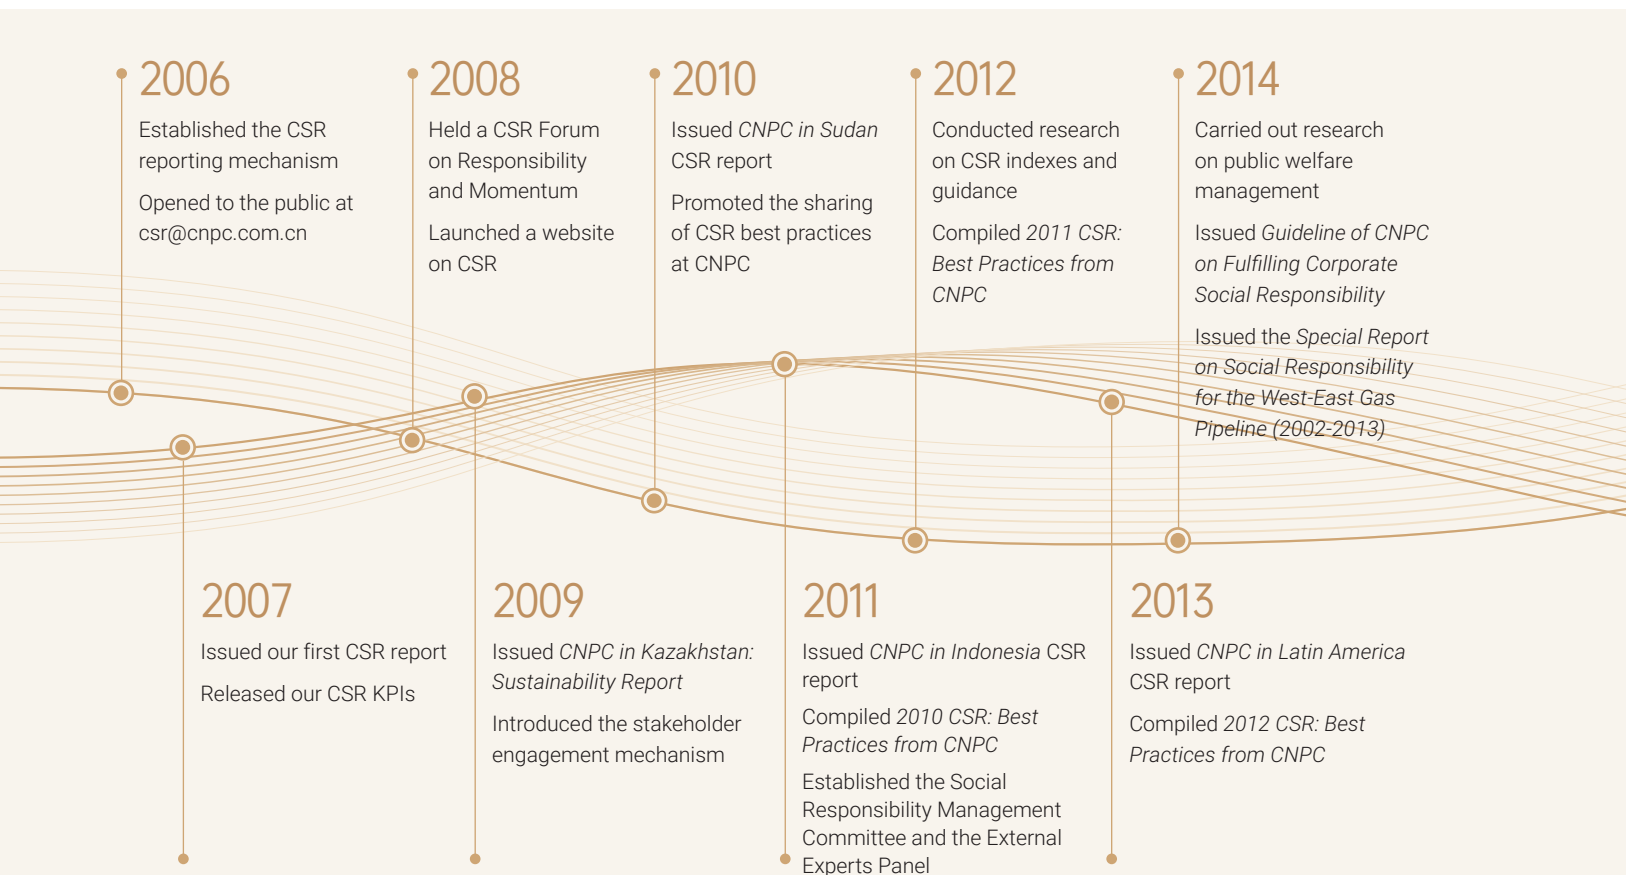 2006
Established the CSR
reporting mechanism
Opened to the public at
csr@cnpc.com.cn
2008
Held a CSR Forum
on Responsibility
and Momentum
Launched a website
on CSR
2010
Issued CNPC in Sudan
CSR report
Promoted the sharing
of CSR best practices
at CNPC
2012
Conducted research
on CSR indexes and
guidance
Compiled 2011 CSR:
Best Practices from
CNPC
2014
Carried out research
on public welfare
management
Issued Guideline of CNPC
on Fulfilling Corporate
Social Responsibility
Issued the Special Report
on Social Responsibility
for the West-East Gas
Pipeline (2002-2013)
2007
Issued our first CSR report
Released our CSR KPIs
2009
Issued CNPC in Kazakhstan:
Sustainability Report
Introduced the stakeholder
engagement mechanism
2011
Issued CNPC in Indonesia CSR
report
Compiled 2010 CSR: Best
Practices from CNPC
Established the Social
Responsibility Management
Committee and the External
Experts Panel
2013
Issued CNPC in Latin America
CSR report
Compiled 2012 CSR: Best
Practices from CNPC